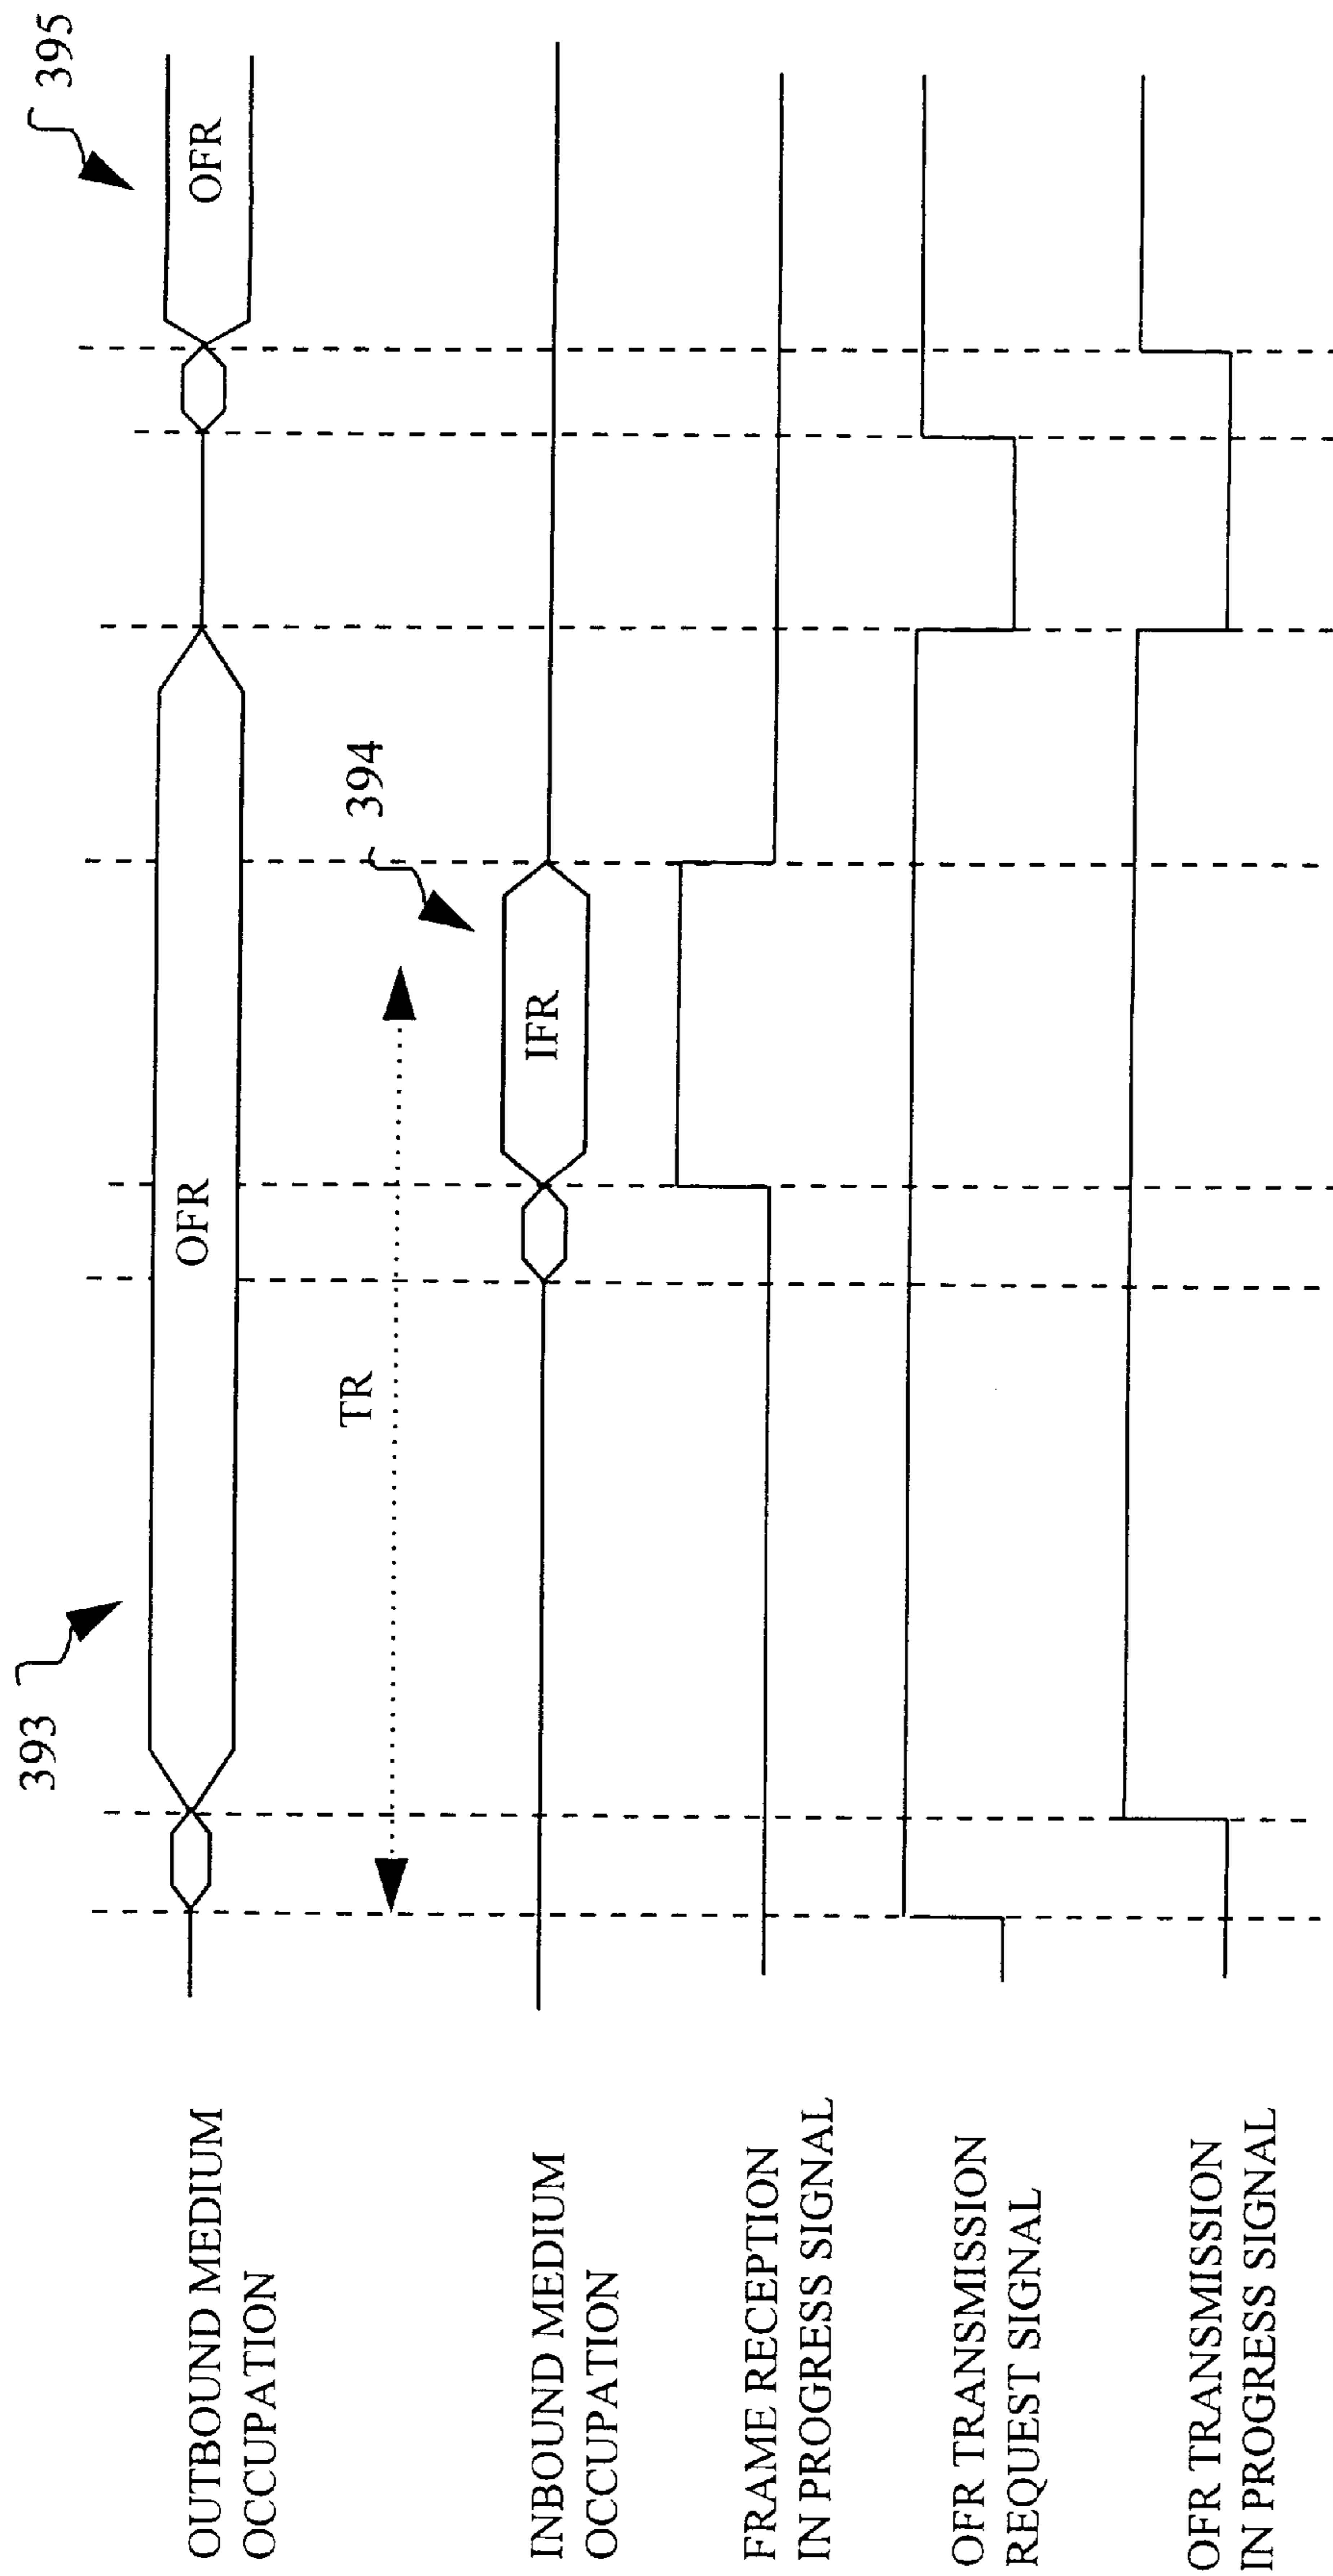 393
395
OUTBOUND MEDIUM
OCCUPATION
OFR
OFR
TR
394
INBOUND MEDIUM
OCCUPATION
IFR
FRAME RECEPTION
IN PROGRESS SIGNAL
OFR TRANSMISSION
REQUEST SIGNAL
OFR TRANSMISSION
IN PROGRESS SIGNAL